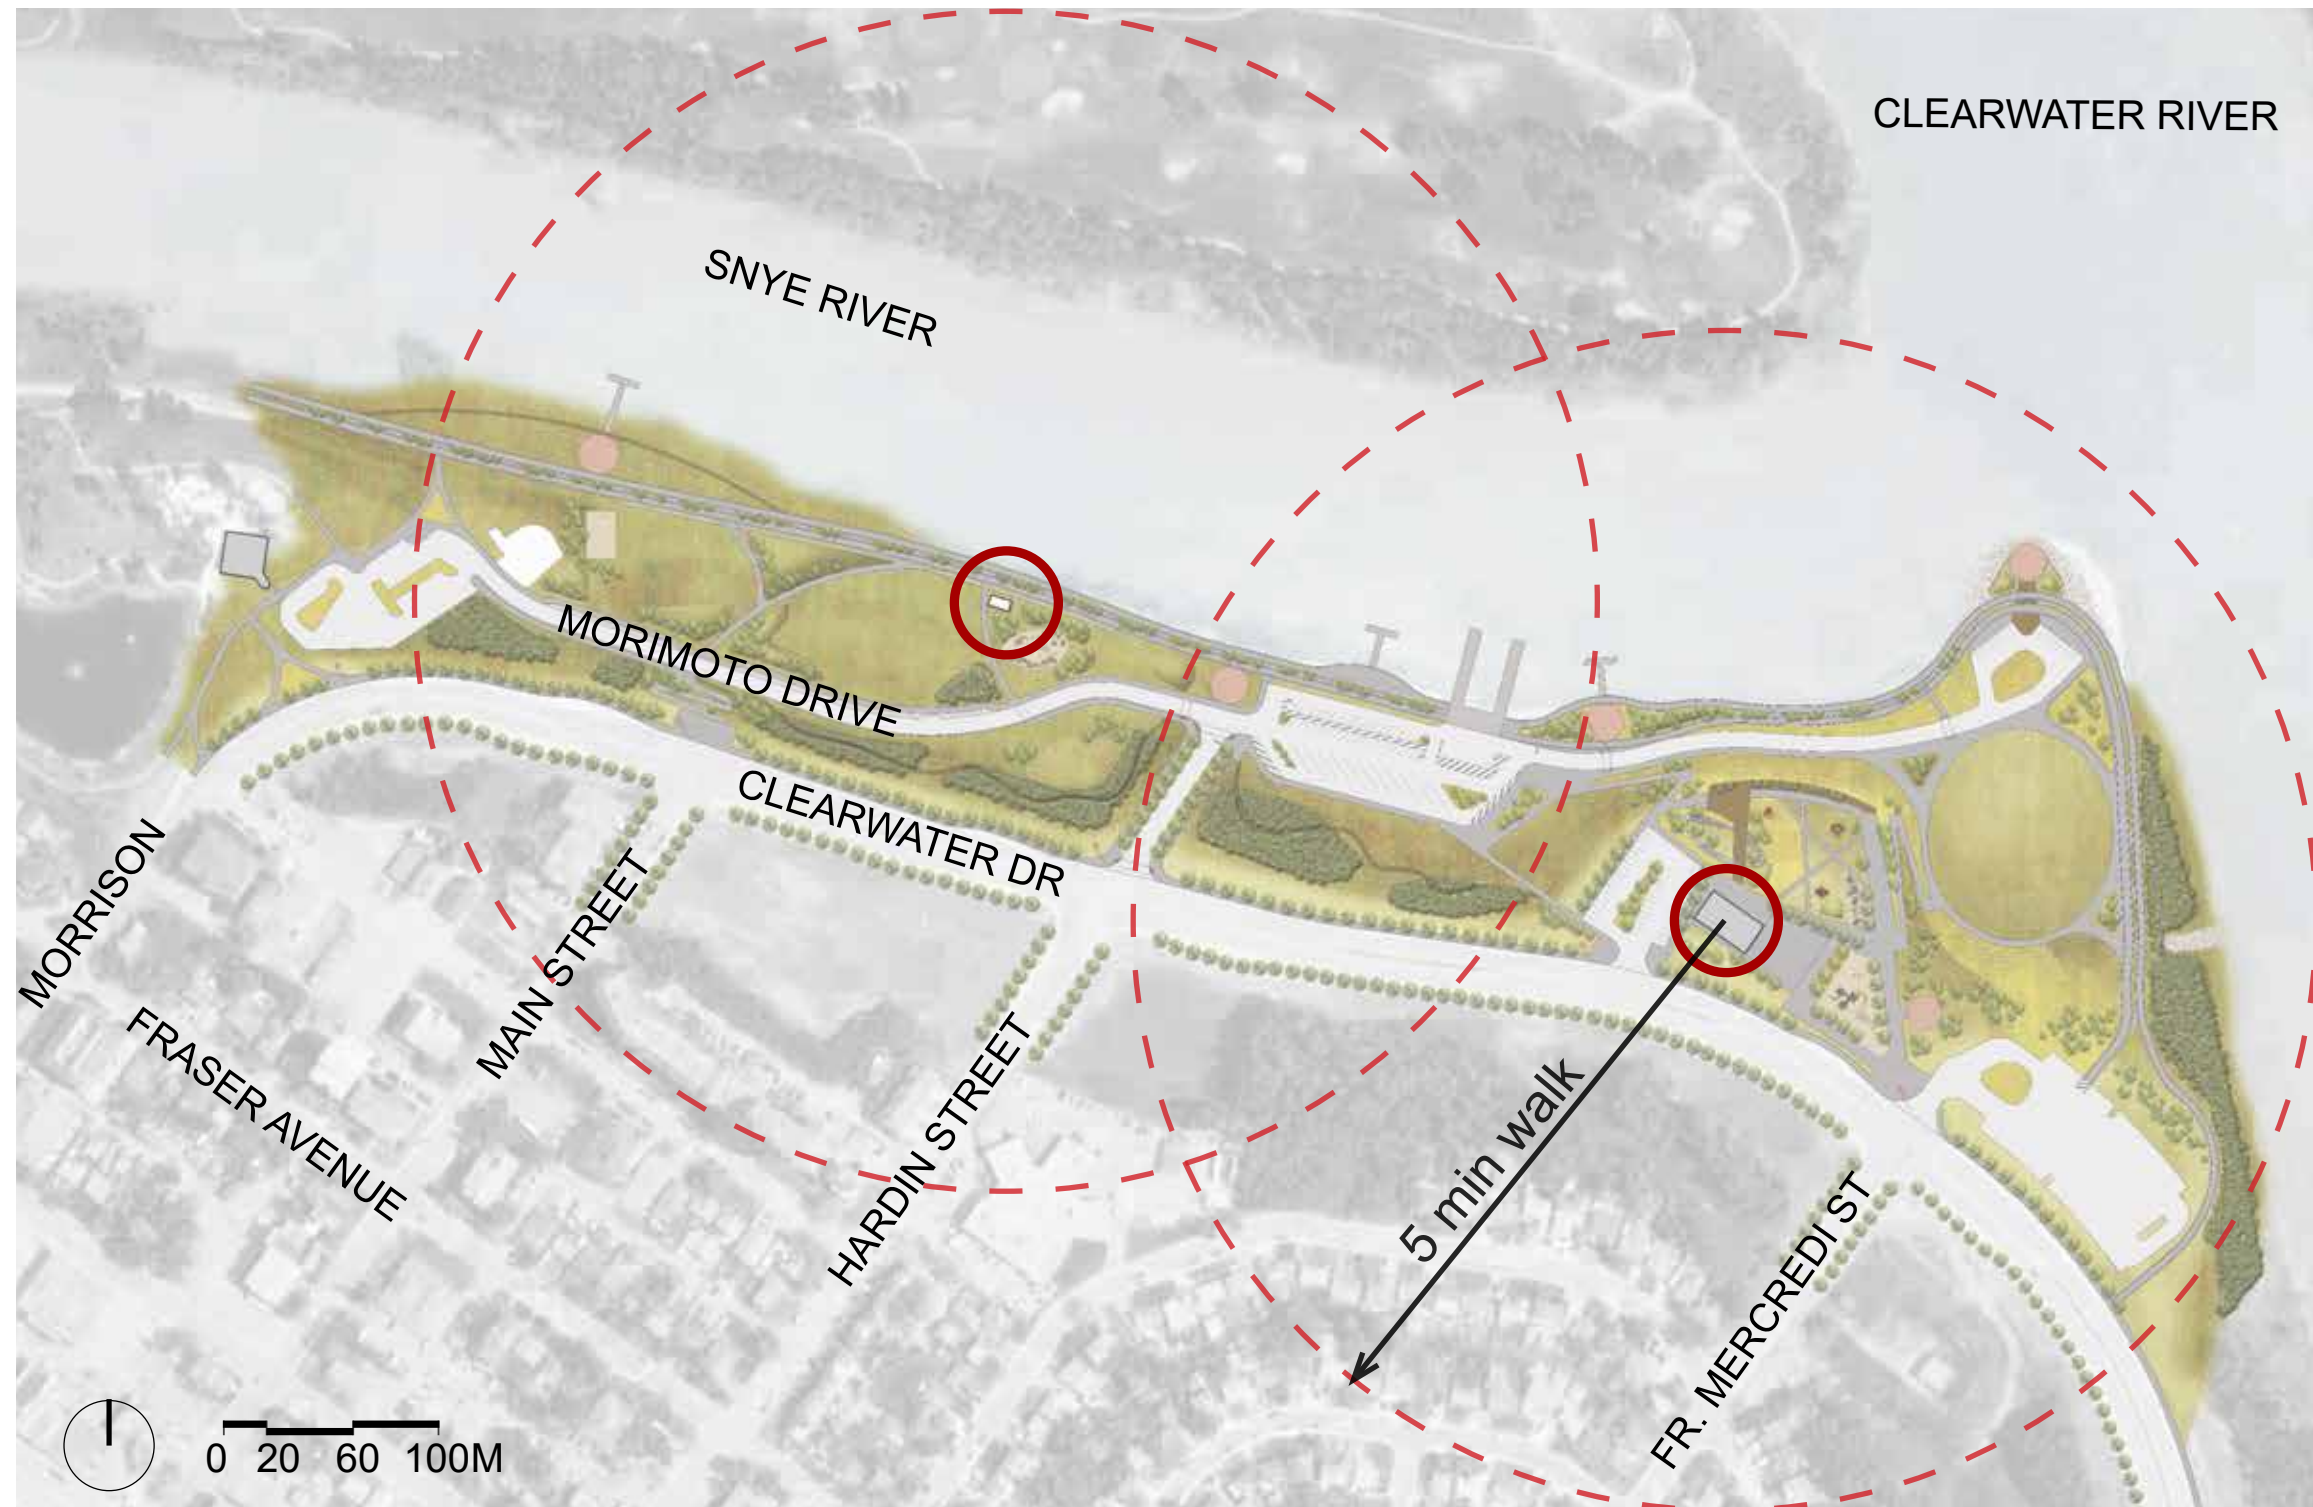 CLEARWATER RIVER
SNYE RIVER
MORIMOTO DRIVE
CLEARWATER DR
MORRISON
MAIN STREET
FRASER AVENUE
HARDIN STREET
5 min walk
FR. MERCREDI ST
0 20 60 100M